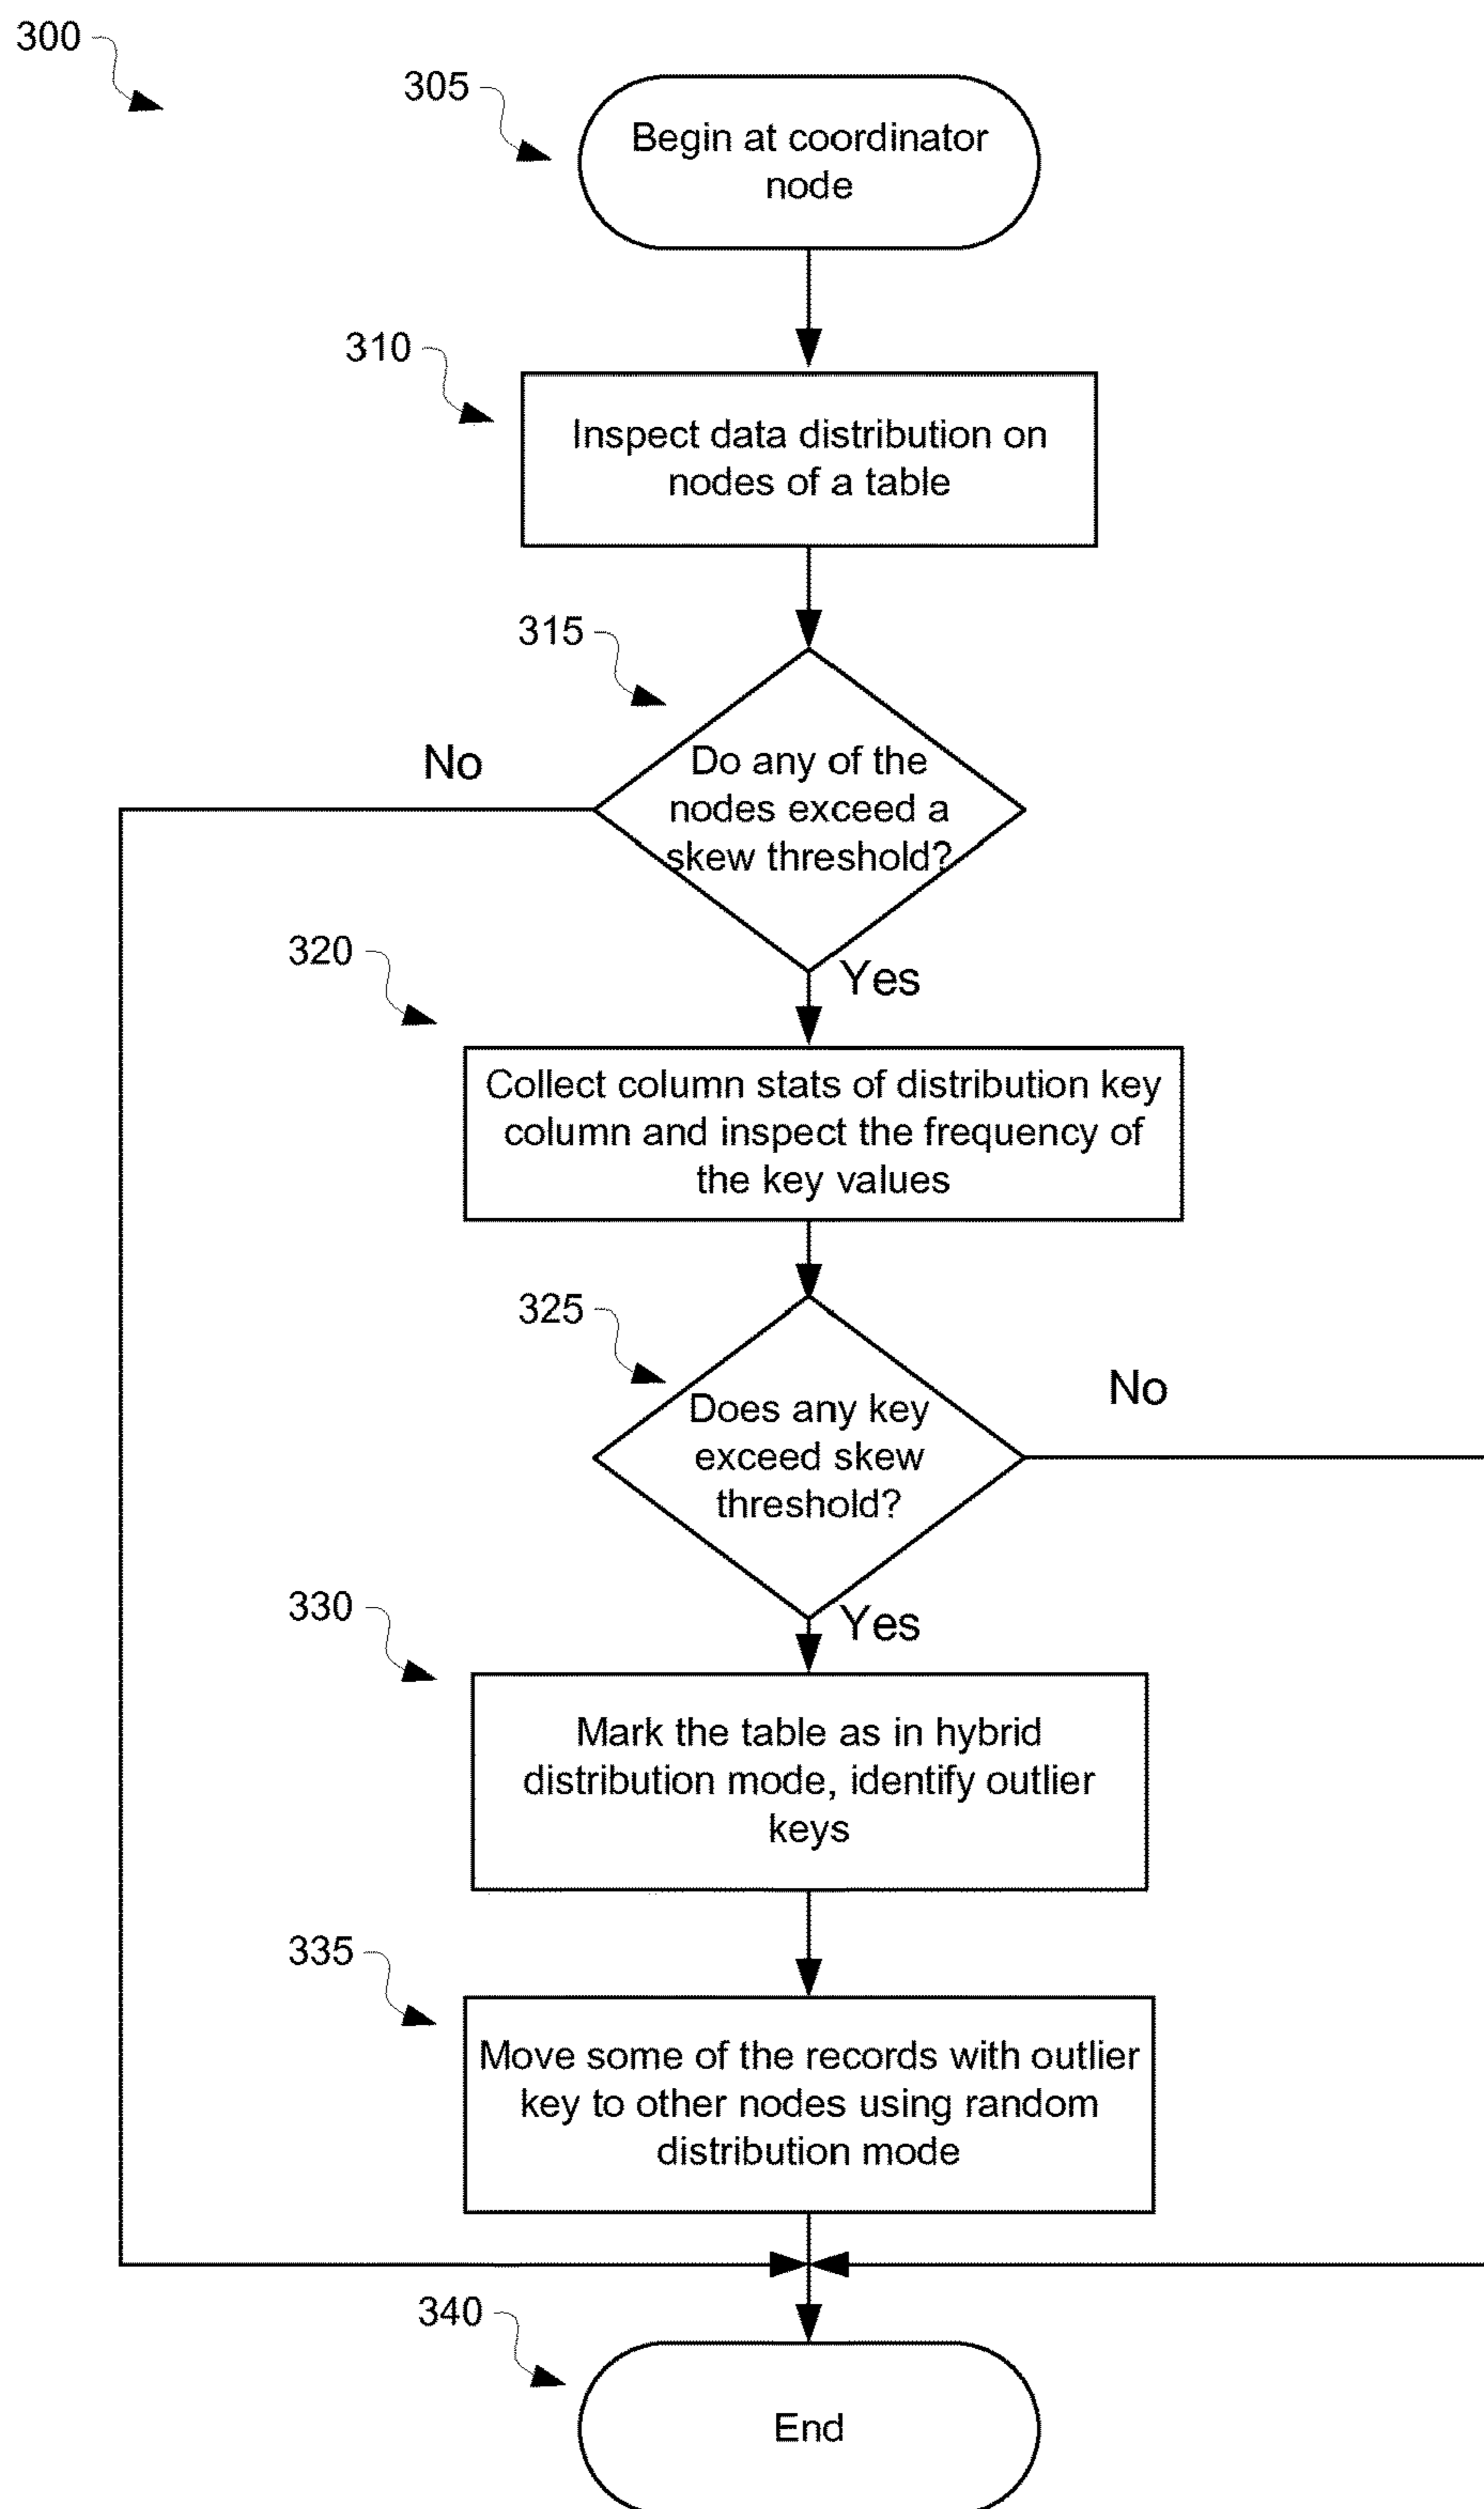 300
305
Begin at coordinator
node
310
Inspect data distribution on
nodes of a table
315
No
Do any of the
nodes exceed a
skew threshold?
320
Yes
Collect column stats of distribution key
column and inspect the frequency of
the key values
325
No
Does any key
exceed skew
threshold?
330
Yes
Mark the table as in hybrid
distribution mode, identify outlier
keys
335
Move some of the records with outlier
key to other nodes using random
distribution mode
340
End